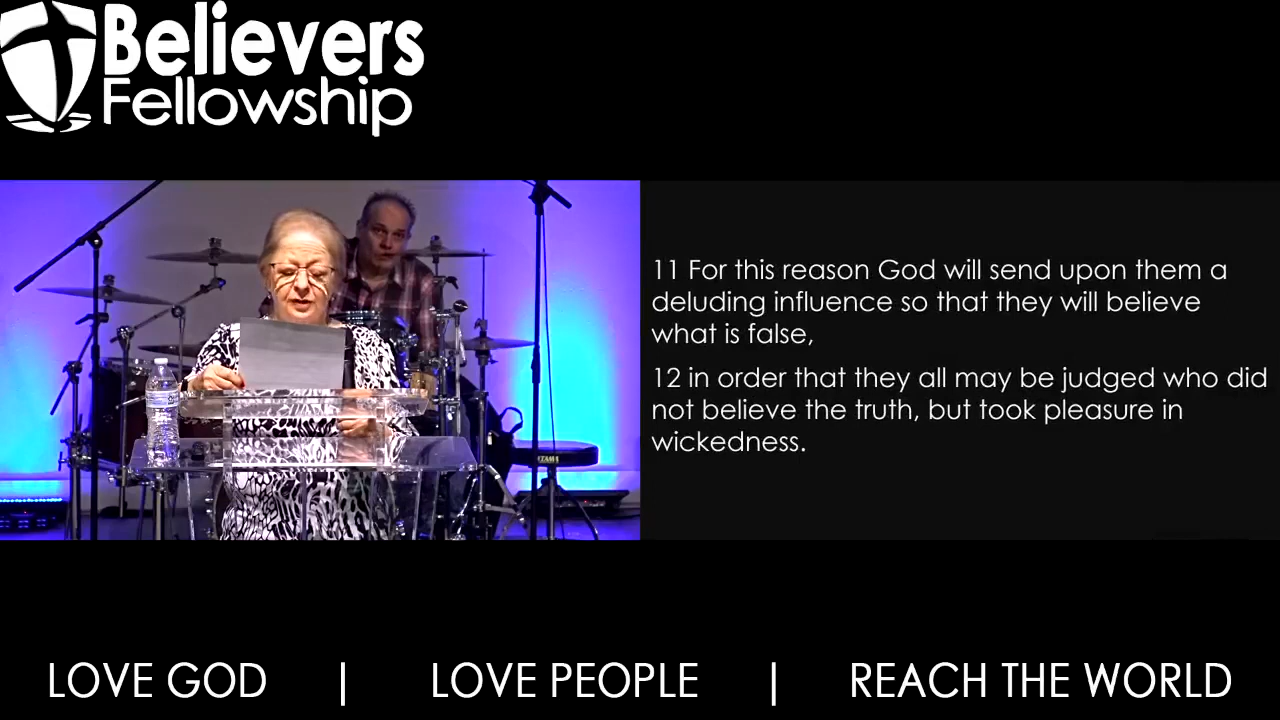 Believers
Fellowship
11 For this reason God will send upon them a
deluding influence so that they will believe
what is false,
12 in order that they all may be judged who did
not believe the truth, but took pleasure in
wickedness.
TAMA
LOVE GOD | LOVE PEOPLE | REACH THE WORLD